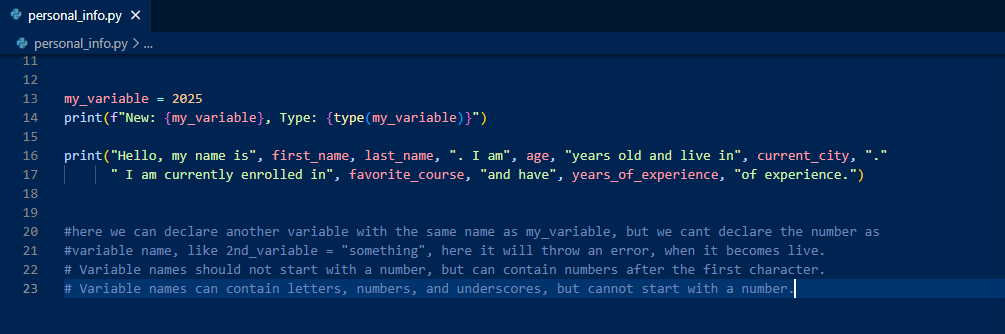 personal_info.py ×
personal_info.py > ...
11
12
13 my_variable = 2025
14 print(f"New: {my_variable}, Type: {type(my_variable)}")
15
16 print("Hello, my name is", first_name, last_name, ". I am", age, "years old and live in", current_city, "."
17 " I am currently enrolled in", favorite_course, "and have", years_of_experience, "of experience.")
18
19
20 #here we can declare another variable with the same name as my_variable, but we cant declare the number as
21 #variable name, like 2nd_variable = "something", here it will throw an error, when it becomes live.
22 # Variable names should not start with a number, but can contain numbers after the first character.
23 # Variable names can contain letters, numbers, and underscores, but cannot start with a number.